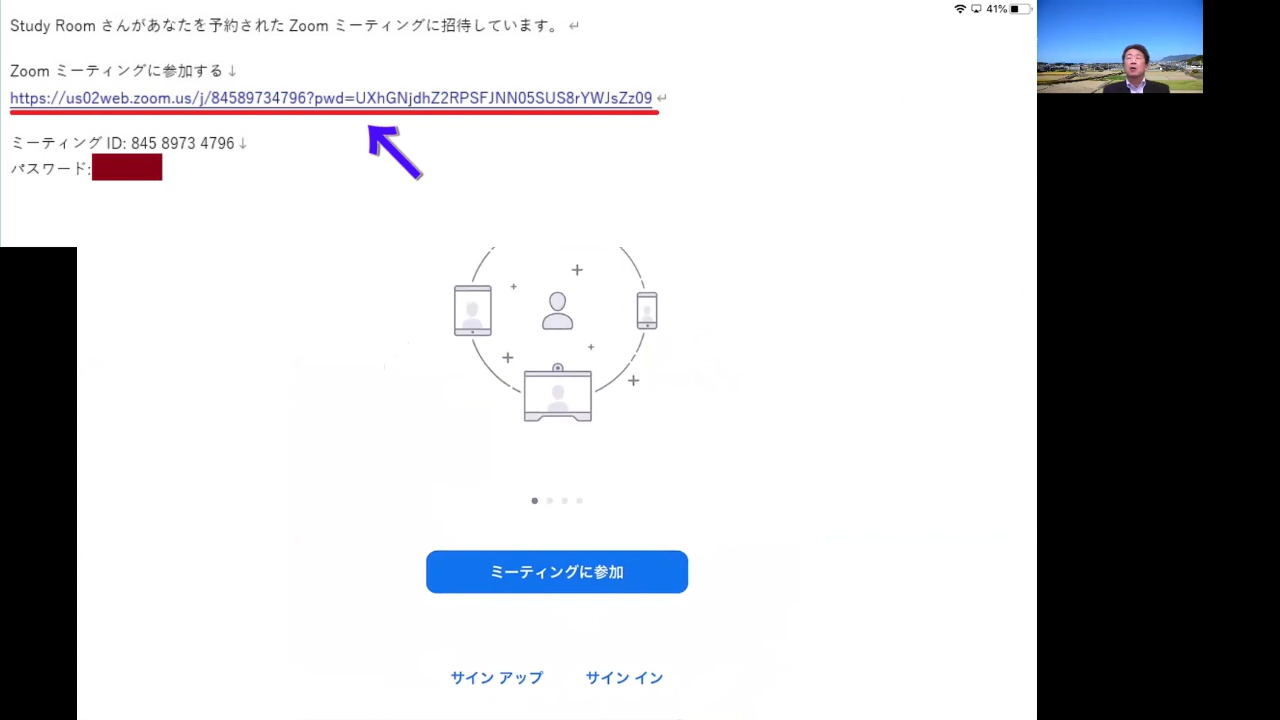 Study Room さんがあなたを予約された Zoom ミーティングに招待しています。
41%
Zoom ミーティングに参加する
https://us02web.zoom.us/j/84589734796?pwd=UXhGNjdhZ2RPSFJNN05SUS8rYWJsZz09
ミーティング ID: 845 8973 4796
パスワード:
ミーティングに参加
サイン アップ
サイン イン